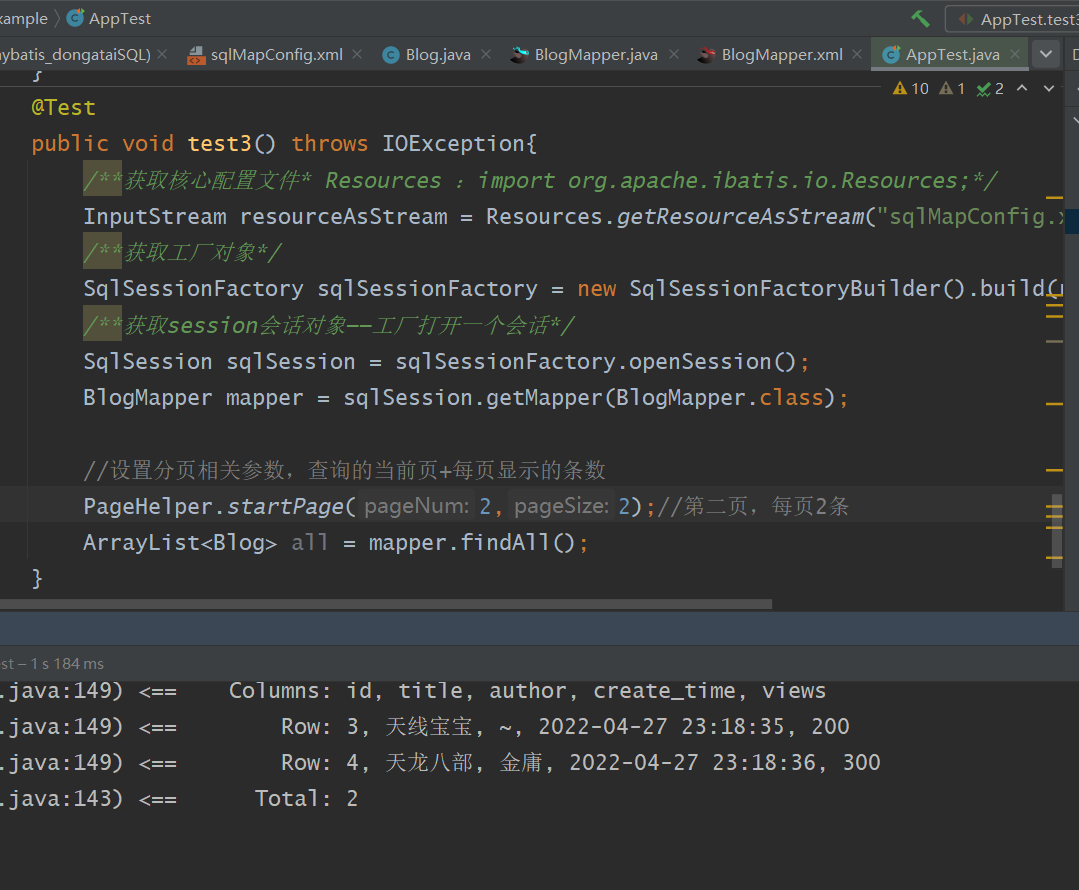 xample 〉 AppTest
AppTest.test3
ybatis_dongataiSQL) × sqlMapConfig.xml × Blog.java × BlogMapper.java × BlogMapper.xml × AppTest.java ×
}
10 1 2
@Test
public void test3() throws IOException{
/**获取核心配置文件* Resources : import org.apache.ibatis.io.Resources;*/
InputStream resourceAsStream = Resources.getResourceAsStream("sqlMapConfig.x
/**获取工厂对象*/
SqlSessionFactory sqlSessionFactory = new SqlSessionFactoryBuilder().build(
/**获取session会话对象——工厂打开一个会话*/
SqlSession sqlSession = sqlSessionFactory.openSession();
BlogMapper mapper = sqlSession.getMapper(BlogMapper.class);
//设置分页相关参数，查询的当前页+每页显示的条数
PageHelper.startPage( pageNum: 2, pageSize: 2);//第二页，每页2条
ArrayList<Blog> all = mapper.findAll();
}
st – 1 s 184 ms
.java:149) <== Columns: id, title, author, create_time, views
.java:149) <== Row: 3, 天线宝宝, ~, 2022-04-27 23:18:35, 200
.java:149) <== Row: 4, 天龙八部, 金庸, 2022-04-27 23:18:36, 300
.java:143) <== Total: 2